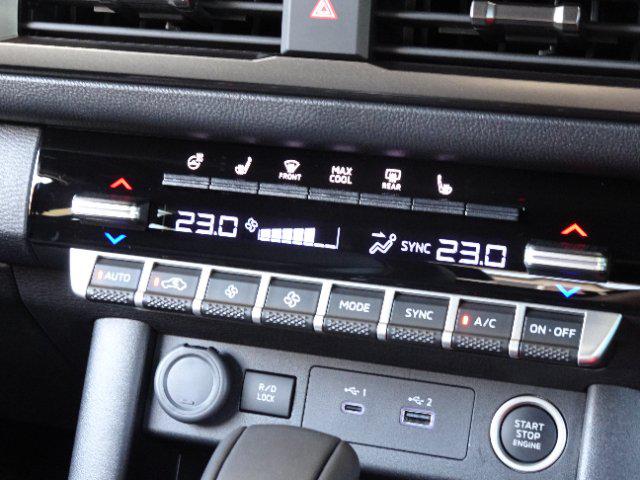 FRONT
MAX
COOL
REAR
23.0
SYNC 23.0
AUTO
MODE
SYNC
A/C
ON·OFF
R/D
LOCK
1
2
START
STOP
ENGINE